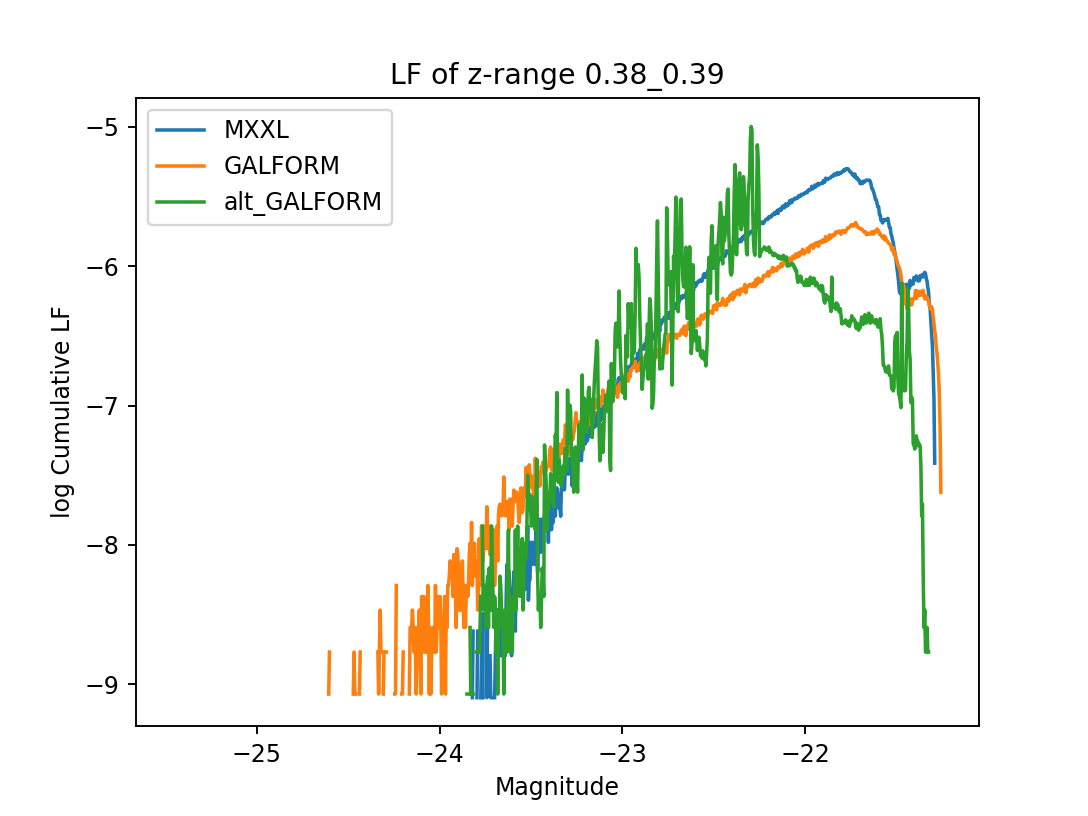 LF of z-range 0.38_0.39
MXXL
GALFORM
alt_GALFORM
−5
−6
−7
−8
−9
log Cumulative LF
−25
−24
−23
−22
Magnitude